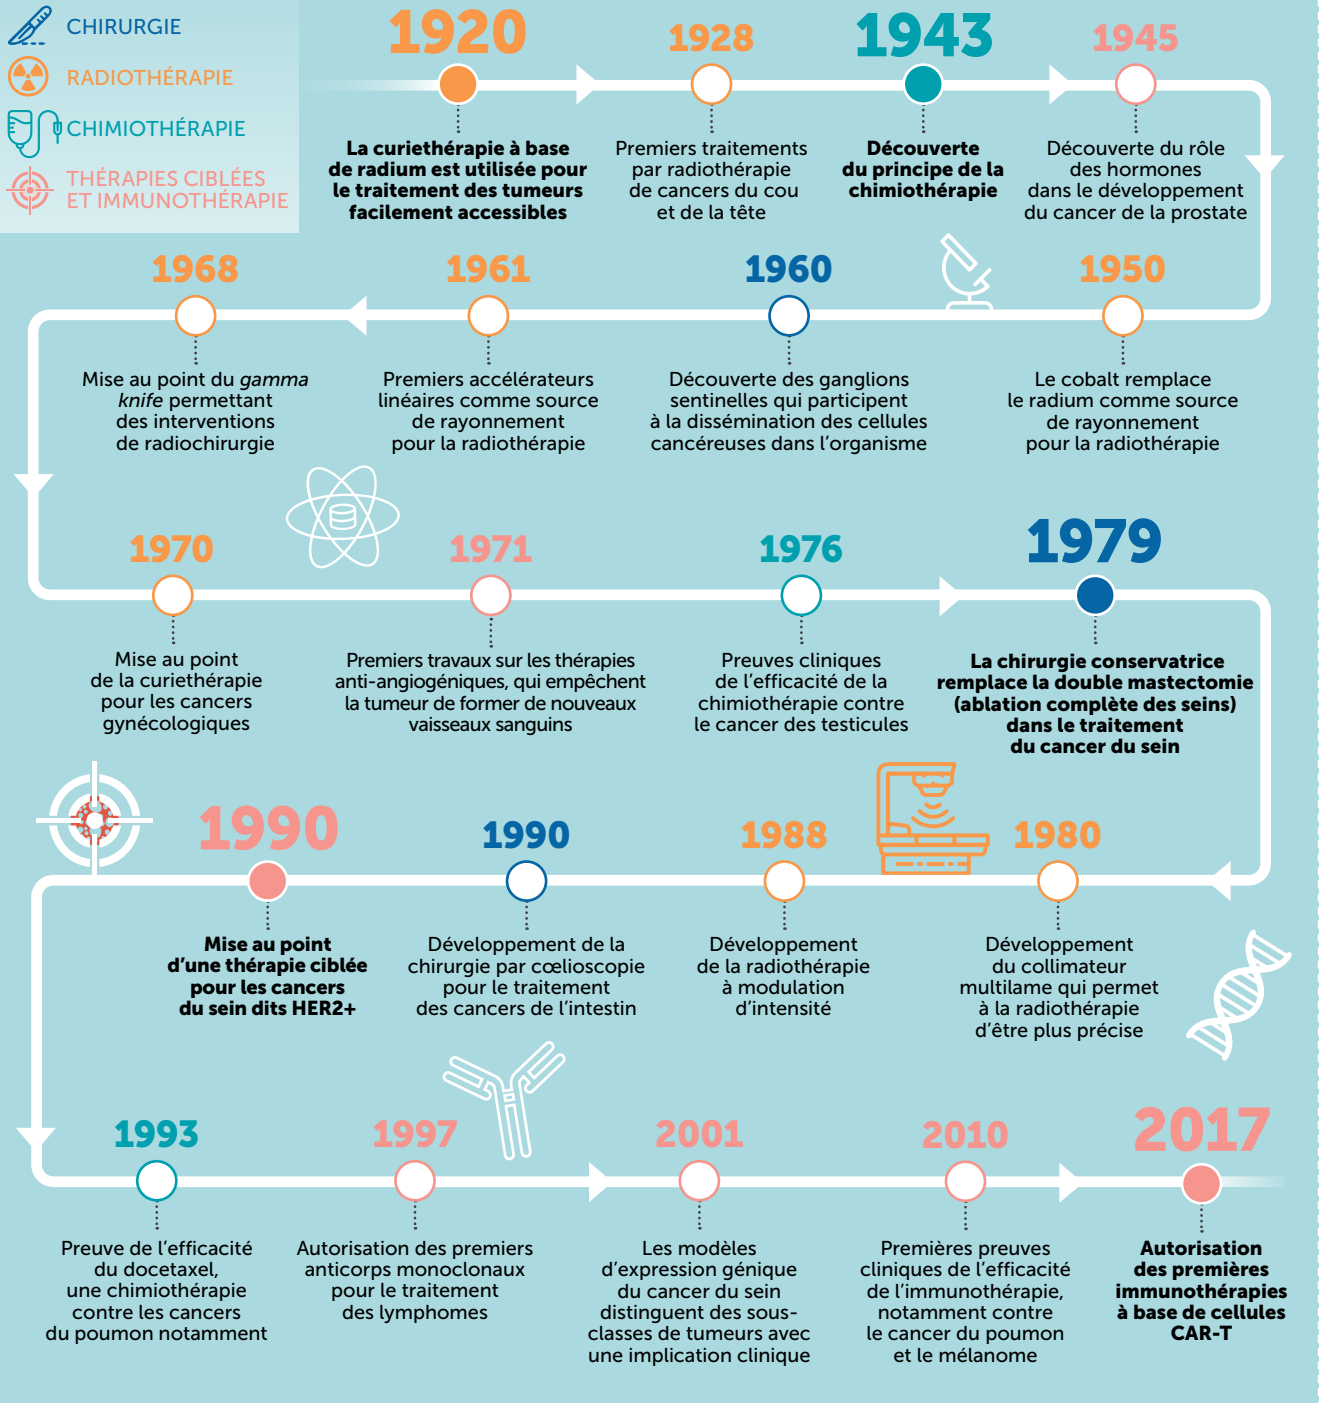 CHIRURGIE
RADIOTHÉRAPIE
CHIMIOTHÉRAPIE
THÉRAPIES CIBLÉES
ET IMMUNOTHÉRAPIE
1920
La curiethérapie à base
de radium est utilisée pour
le traitement des tumeurs
facilement accessibles
1928
Premiers traitements
par radiothérapie
de cancers du cou
et de la tête
1943
Découverte
du principe de la
chimiothérapie
1945
Découverte du rôle
des hormones
dans le développement
du cancer de la prostate
1950
Le cobalt remplace
le radium comme source
de rayonnement
pour la radiothérapie
1960
Découverte des ganglions
sentinelles qui participent
à la dissémination des cellules
cancéreuses dans l’organisme
1961
Premiers accélérateurs
linéaires comme source
de rayonnement
pour la radiothérapie
1968
Mise au point du gamma
knife permettant
des interventions
de radiochirurgie
1970
Mise au point
de la curiethérapie
pour les cancers
gynécologiques
1971
Premiers travaux sur les thérapies
anti-angiogéniques, qui empêchent
la tumeur de former de nouveaux
vaisseaux sanguins
1976
Preuves cliniques
de l’efficacité de la
chimiothérapie contre
le cancer des testicules
1979
La chirurgie conservatrice
remplace la double mastectomie
(ablation complète des seins)
dans le traitement
du cancer du sein
1980
Développement
du collimateur
multilame qui permet
à la radiothérapie
d’être plus précise
1988
Développement
de la radiothérapie
à modulation
d’intensité
1990
Développement de la
chirurgie par cœlioscopie
pour le traitement
des cancers de l’intestin
1990
Mise au point
d’une thérapie ciblée
pour les cancers
du sein dits HER2+
1993
Preuve de l’efficacité
du docetaxel,
une chimiothérapie
contre les cancers
du poumon notamment
1997
Autorisation des premiers
anticorps monoclonaux
pour le traitement
des lymphomes
2001
Les modèles
d’expression génique
du cancer du sein
distinguent des sous-
classes de tumeurs avec
une implication clinique
2010
Premières preuves
cliniques de l’efficacité
de l’immunothérapie,
notamment contre
le cancer du poumon
et le mélanome
2017
Autorisation
des premières
immunothérapies
à base de cellules
CAR-T